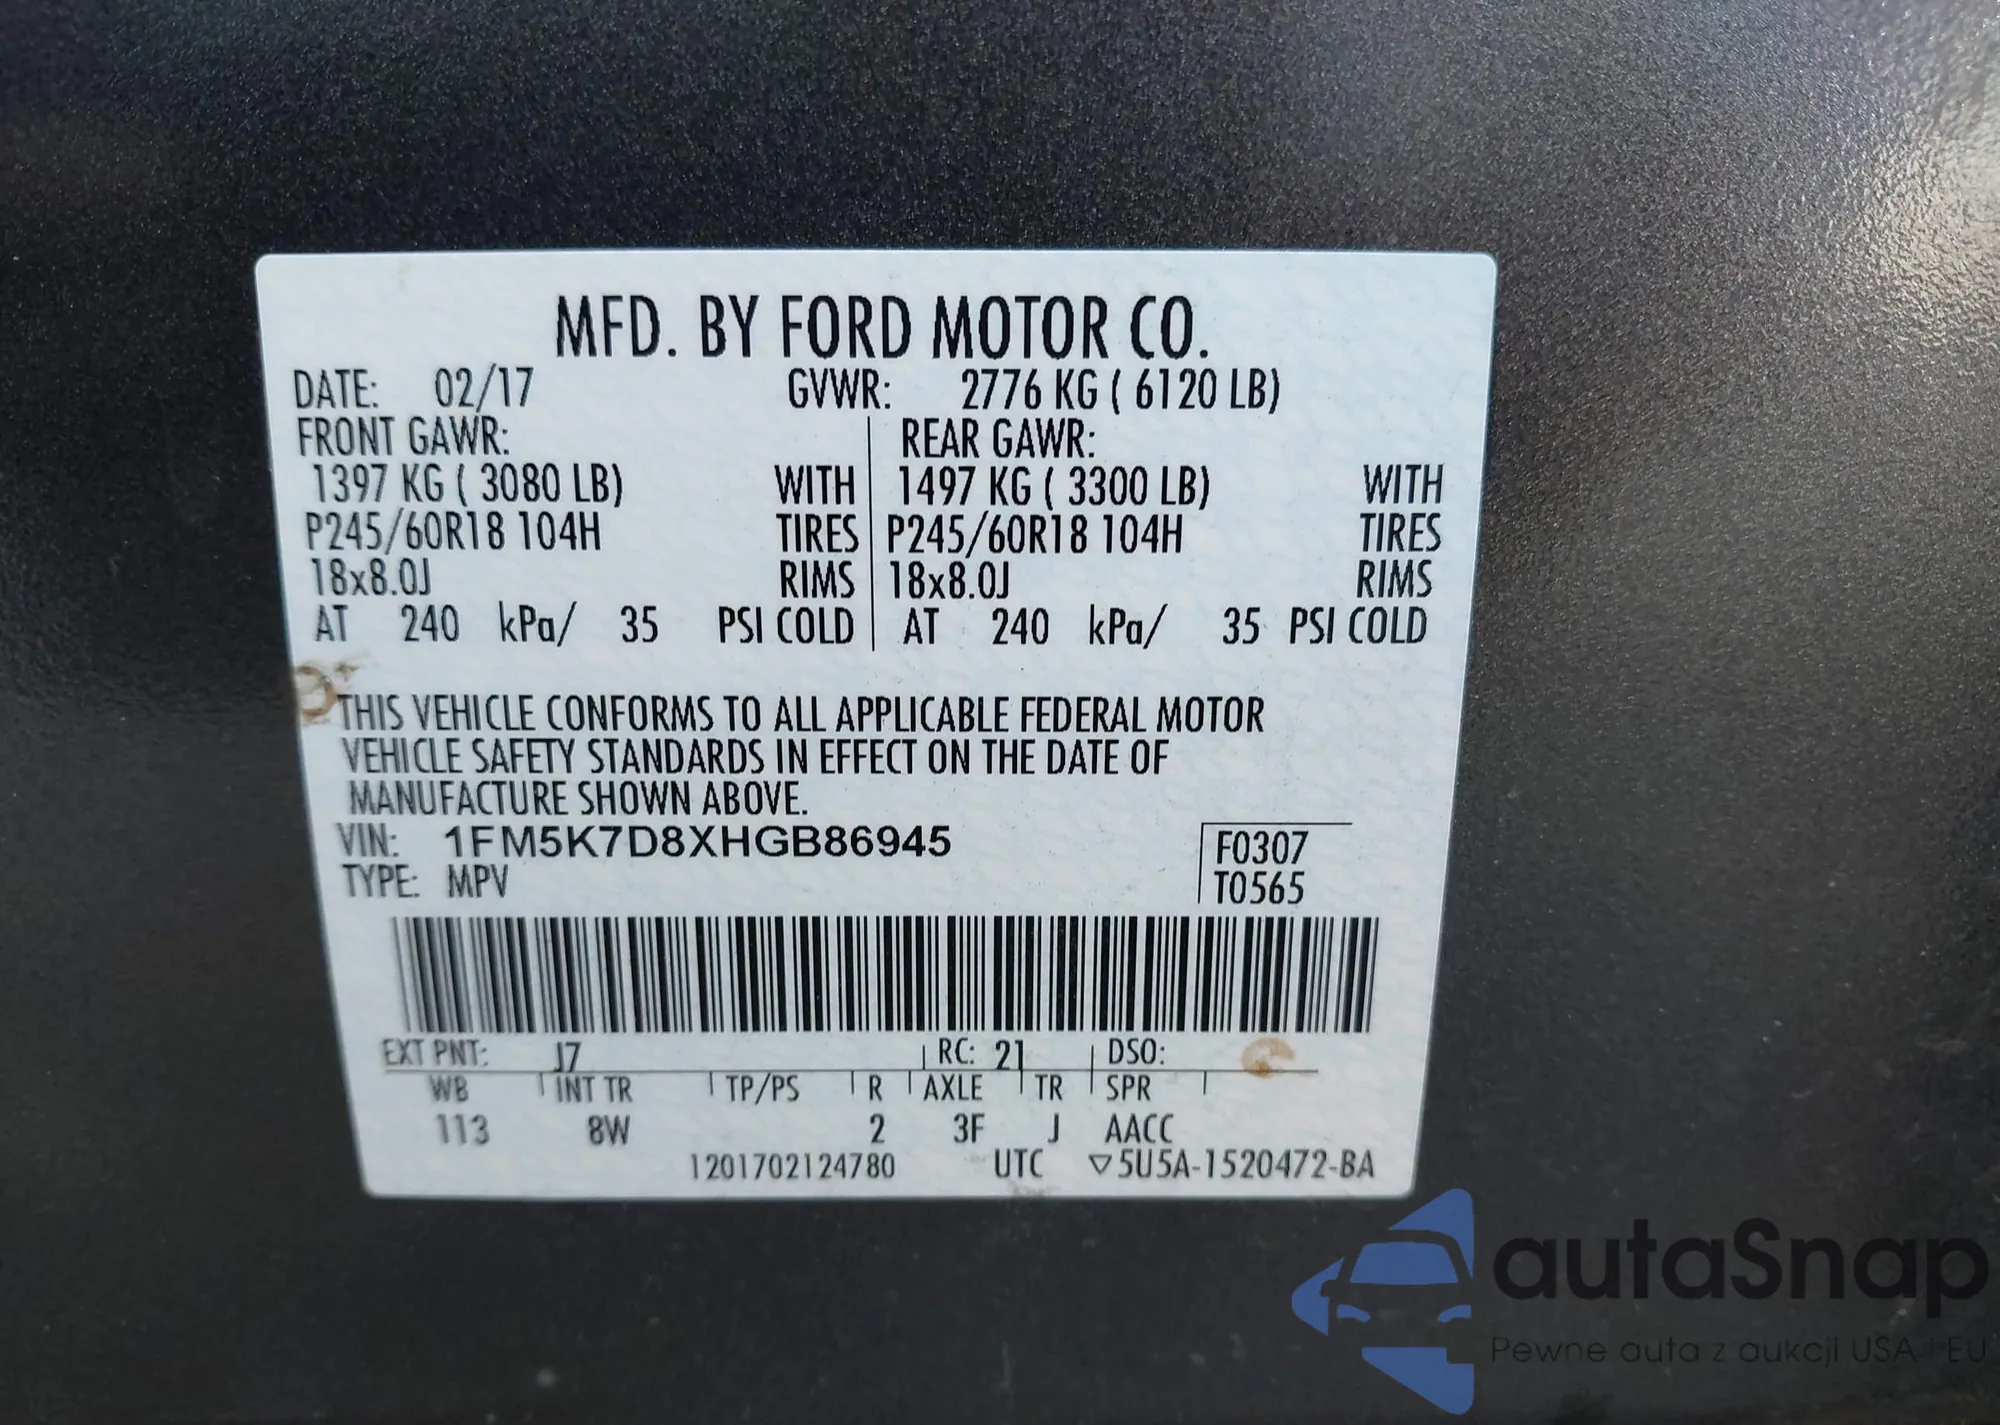 MFD. BY FORD MOTOR CO.
DATE: 02/17 GVWR: 2776 KG ( 6120 LB)
FRONT GAWR: REAR GAWR:
1397 KG ( 3080 LB) WITH 1497 KG ( 3300 LB) WITH
P245/60R18 104H TIRES P245/60R18 104H TIRES
18x8.0J RIMS 18x8.0J RIMS
AT 240 kPa/ 35 PSI COLD AT 240 kPa/ 35 PSI COLD
THIS VEHICLE CONFORMS TO ALL APPLICABLE FEDERAL MOTOR
VEHICLE SAFETY STANDARDS IN EFFECT ON THE DATE OF
MANUFACTURE SHOWN ABOVE.
VIN: 1FM5K7D8XHGB86945 F0307
TYPE: MPV T0565
EXT PNT: J7 RC: 21 DSO:
WB INT TR TP/PS R AXLE TR SPR
113 8W 2 3F J AACC
1201702124780 UTC ▽5U5A-1520472-BA
autaSnap
Pewne auta z aukcji USA i EU